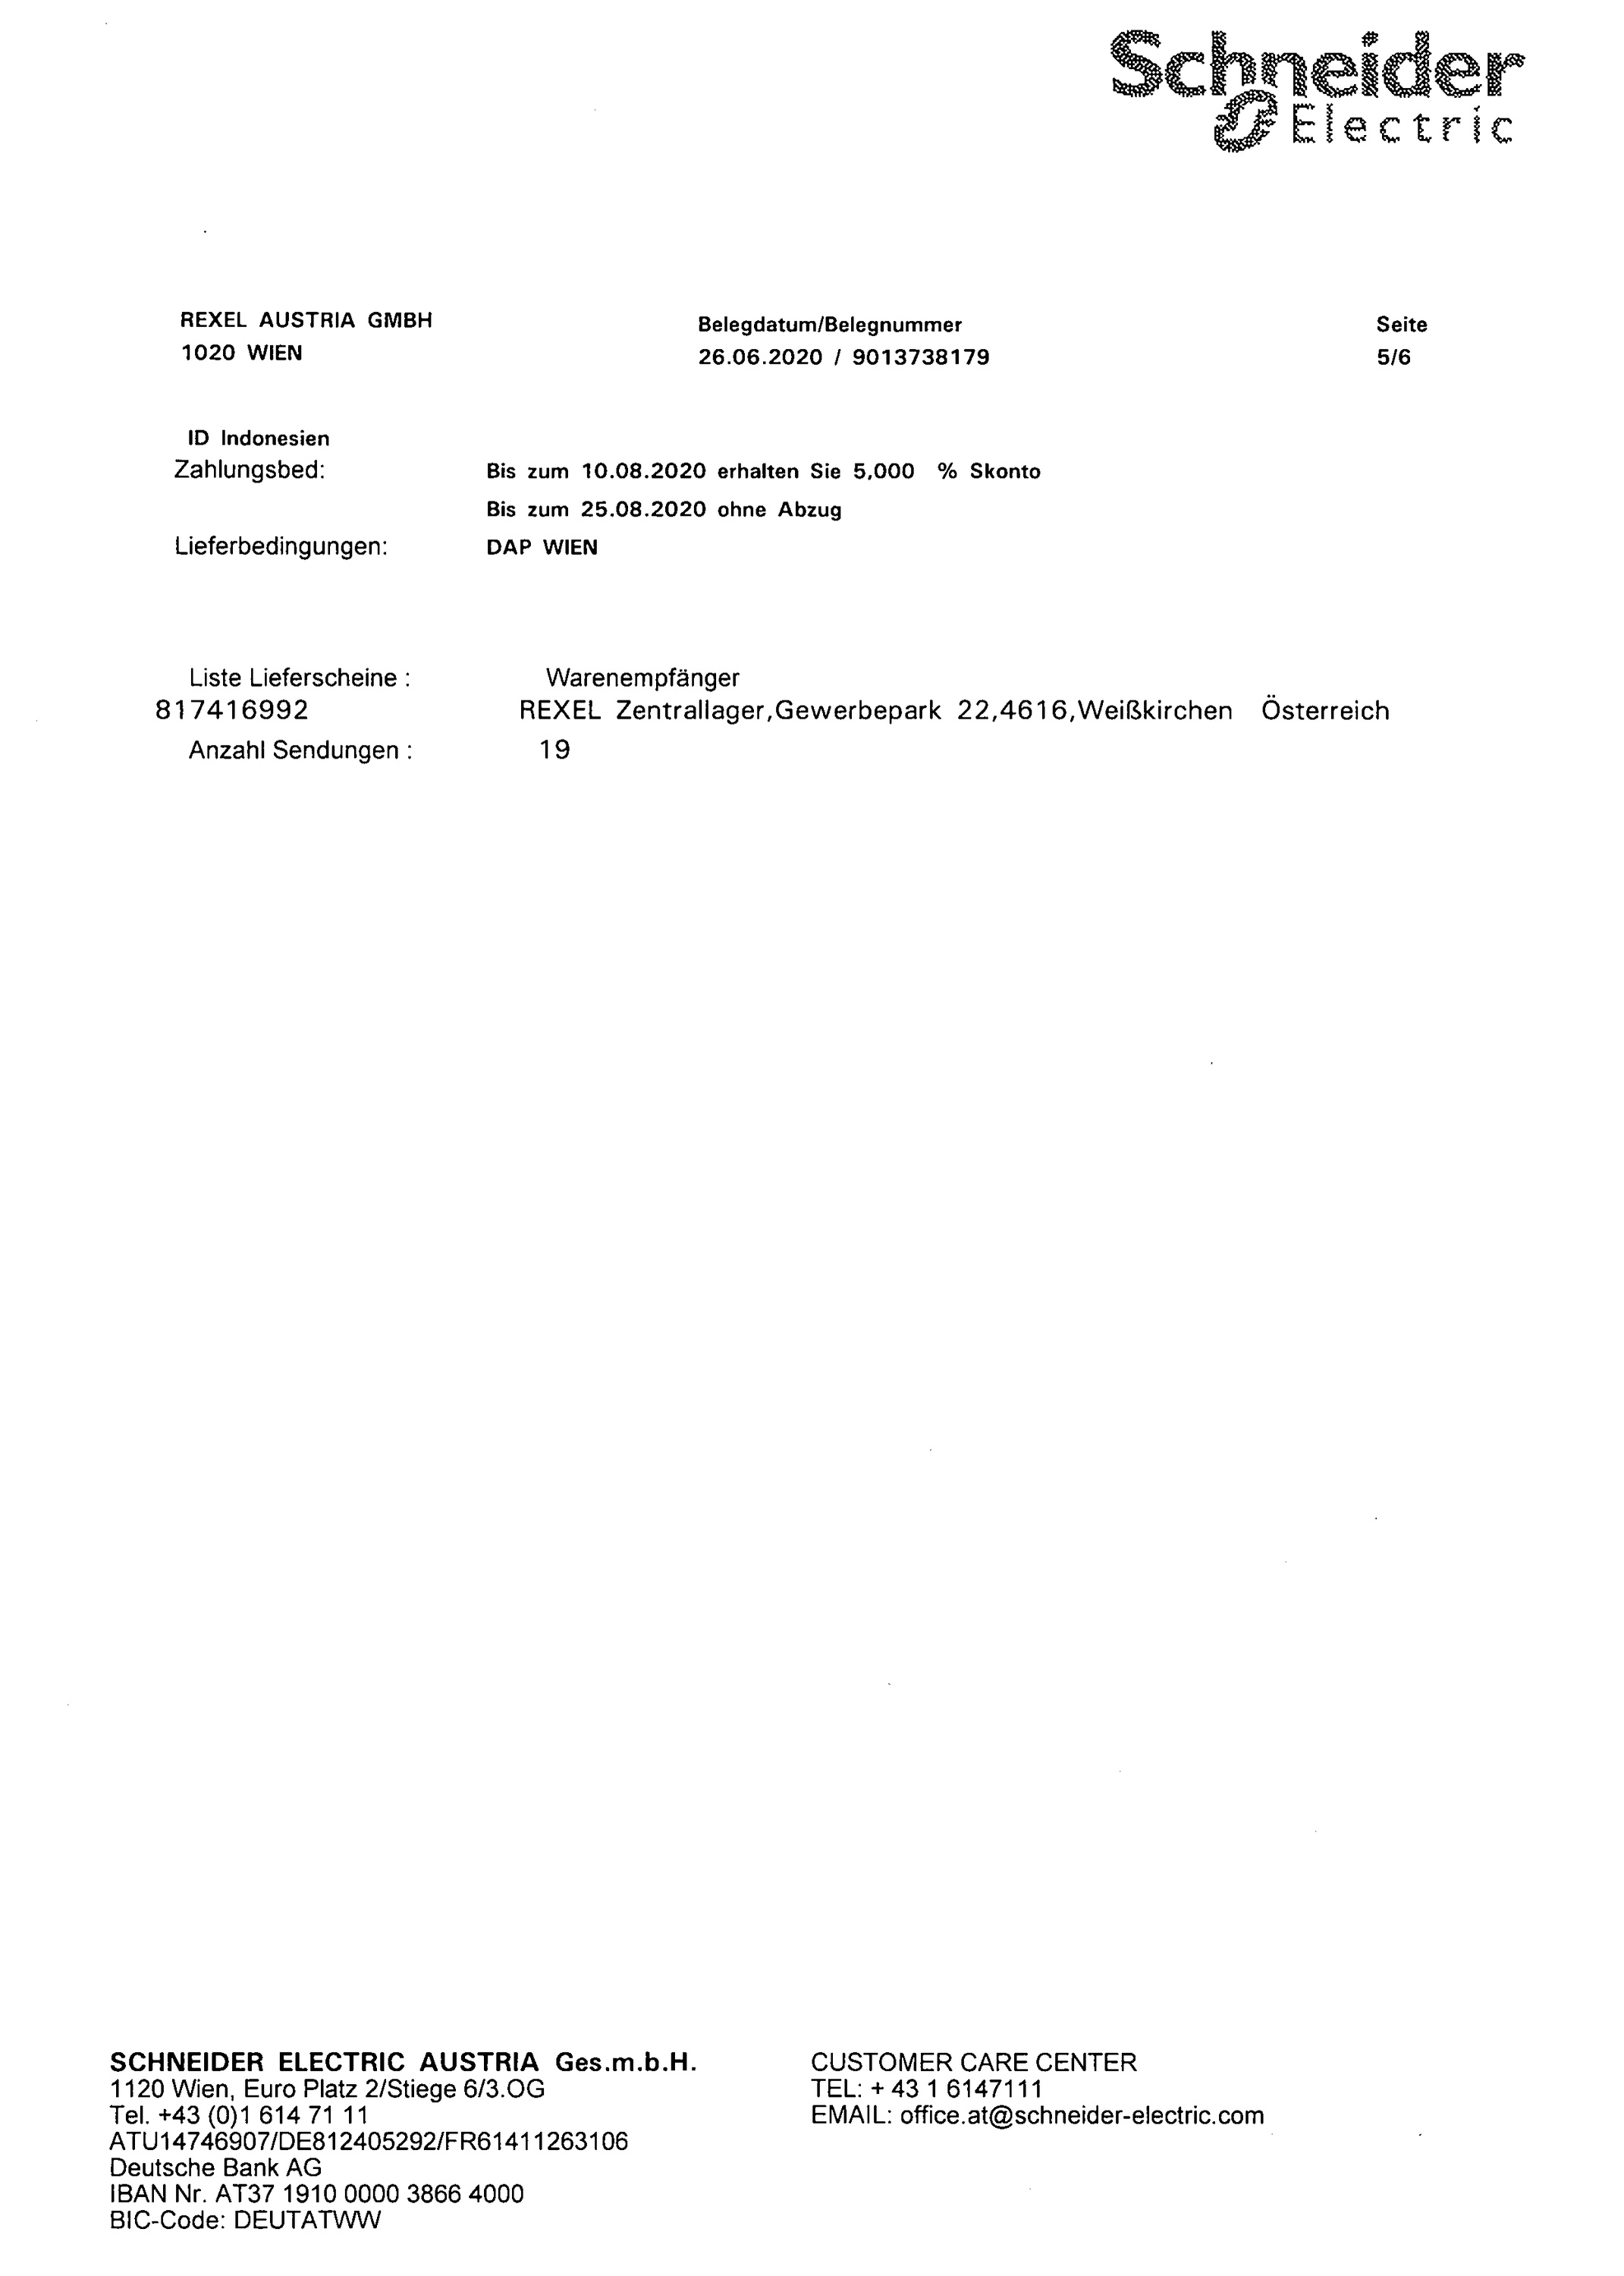 Schneider
Electric
REXEL AUSTRIA GMBH
1020 WIEN
Belegdatum/Belegnummer
26.06.2020 / 9013738179
Seite
5/6
ID Indonesien
Zahlungsbed: Bis zum 10.08.2020 erhalten Sie 5,000 % Skonto
Bis zum 25.08.2020 ohne Abzug
Lieferbedingungen: DAP WIEN
Liste Lieferscheine : Warenempfänger
817416992 REXEL Zentrallager,Gewerbepark 22,4616,Weißkirchen Österreich
Anzahl Sendungen : 19
SCHNEIDER ELECTRIC AUSTRIA Ges.m.b.H.
1120 Wien, Euro Platz 2/Stiege 6/3.OG
Tel. +43 (0)1 614 71 11
ATU14746907/DE812405292/FR61411263106
Deutsche Bank AG
IBAN Nr. AT37 1910 0000 3866 4000
BIC-Code: DEUTATWW
CUSTOMER CARE CENTER
TEL: + 43 1 6147111
EMAIL: office.at@schneider-electric.com